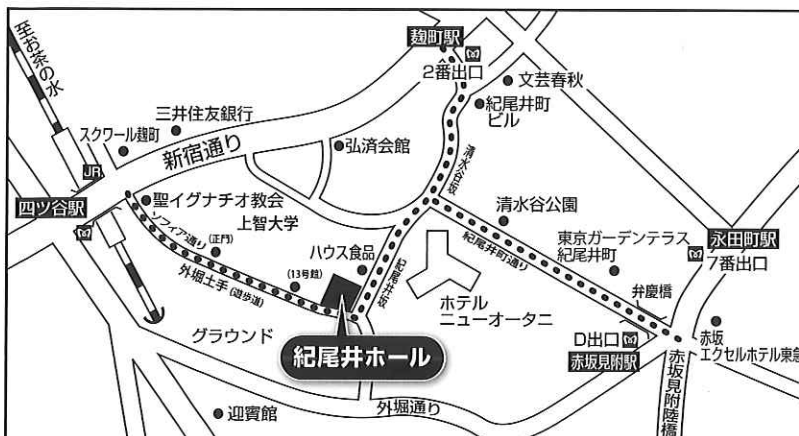 至お茶の水
麹町駅
2番出口
文芸春秋
紀尾井町
ビル
三井住友銀行
スクワール麹町
新宿通り
弘済会館
清水谷坂
JR
四ツ谷駅
聖イグナチオ教会
上智大学
ソフィア通り
(正門)
外堀土手(遊歩道)
(13号館)
ハウス食品
紀尾井坂
清水谷公園
紀尾井町通り
東京ガーデンテラス
紀尾井町
永田町駅
7番出口
弁慶橋
ホテル
ニューオータニ
グラウンド
紀尾井ホール
D出口
赤坂見附駅
赤坂
エクセルホテル東急
赤坂見附陸橋
外堀通り
迎賓館